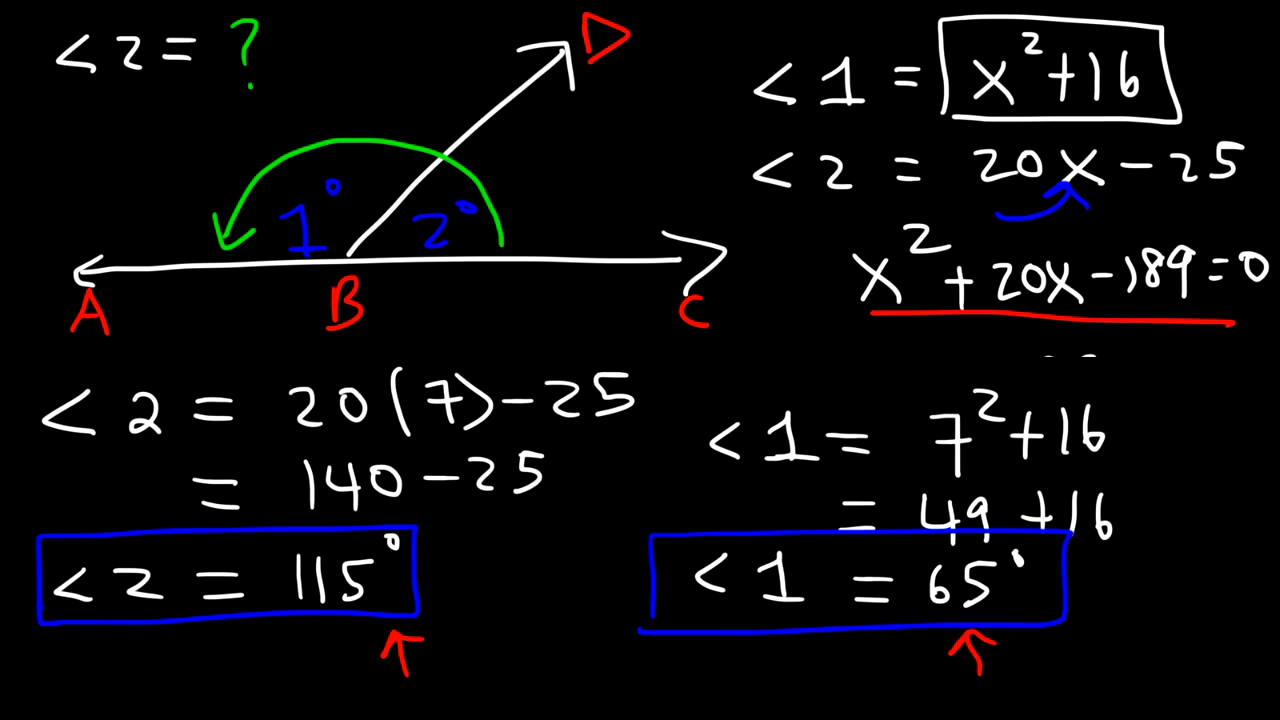 <2 = ?
D
1° 2°
A B C
<1 = x²+16
<2 = 20x-25
x²+20x-189=0
<2 = 20(7)-25
= 140-25
<2 = 115°
<1 = 7²+16
= 49+16
<1 = 65°